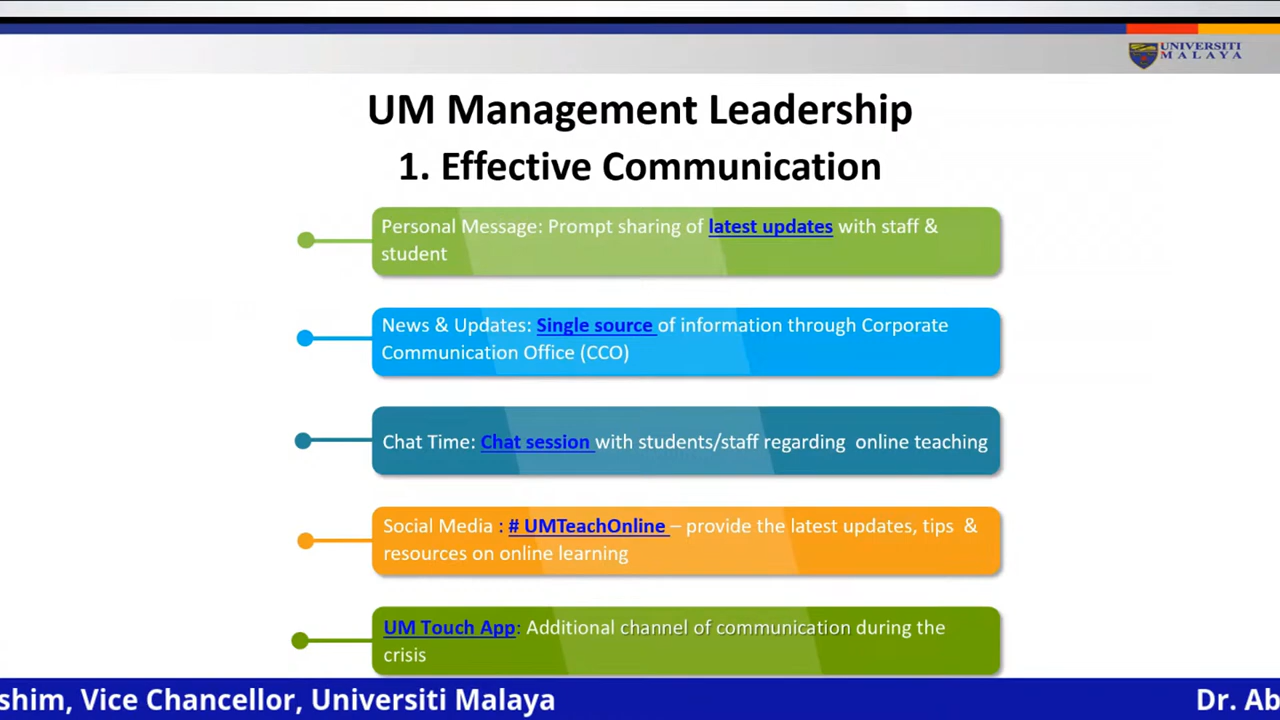 UNIVERSITI
MALAYA
UM Management Leadership
1. Effective Communication
Personal Message: Prompt sharing of latest updates with staff &
student
News & Updates: Single source of information through Corporate
Communication Office (CCO)
Chat Time: Chat session with students/staff regarding online teaching
Social Media : # UMTeachOnline – provide the latest updates, tips &
resources on online learning
UM Touch App: Additional channel of communication during the
crisis
shim, Vice Chancellor, Universiti Malaya Dr. Ab